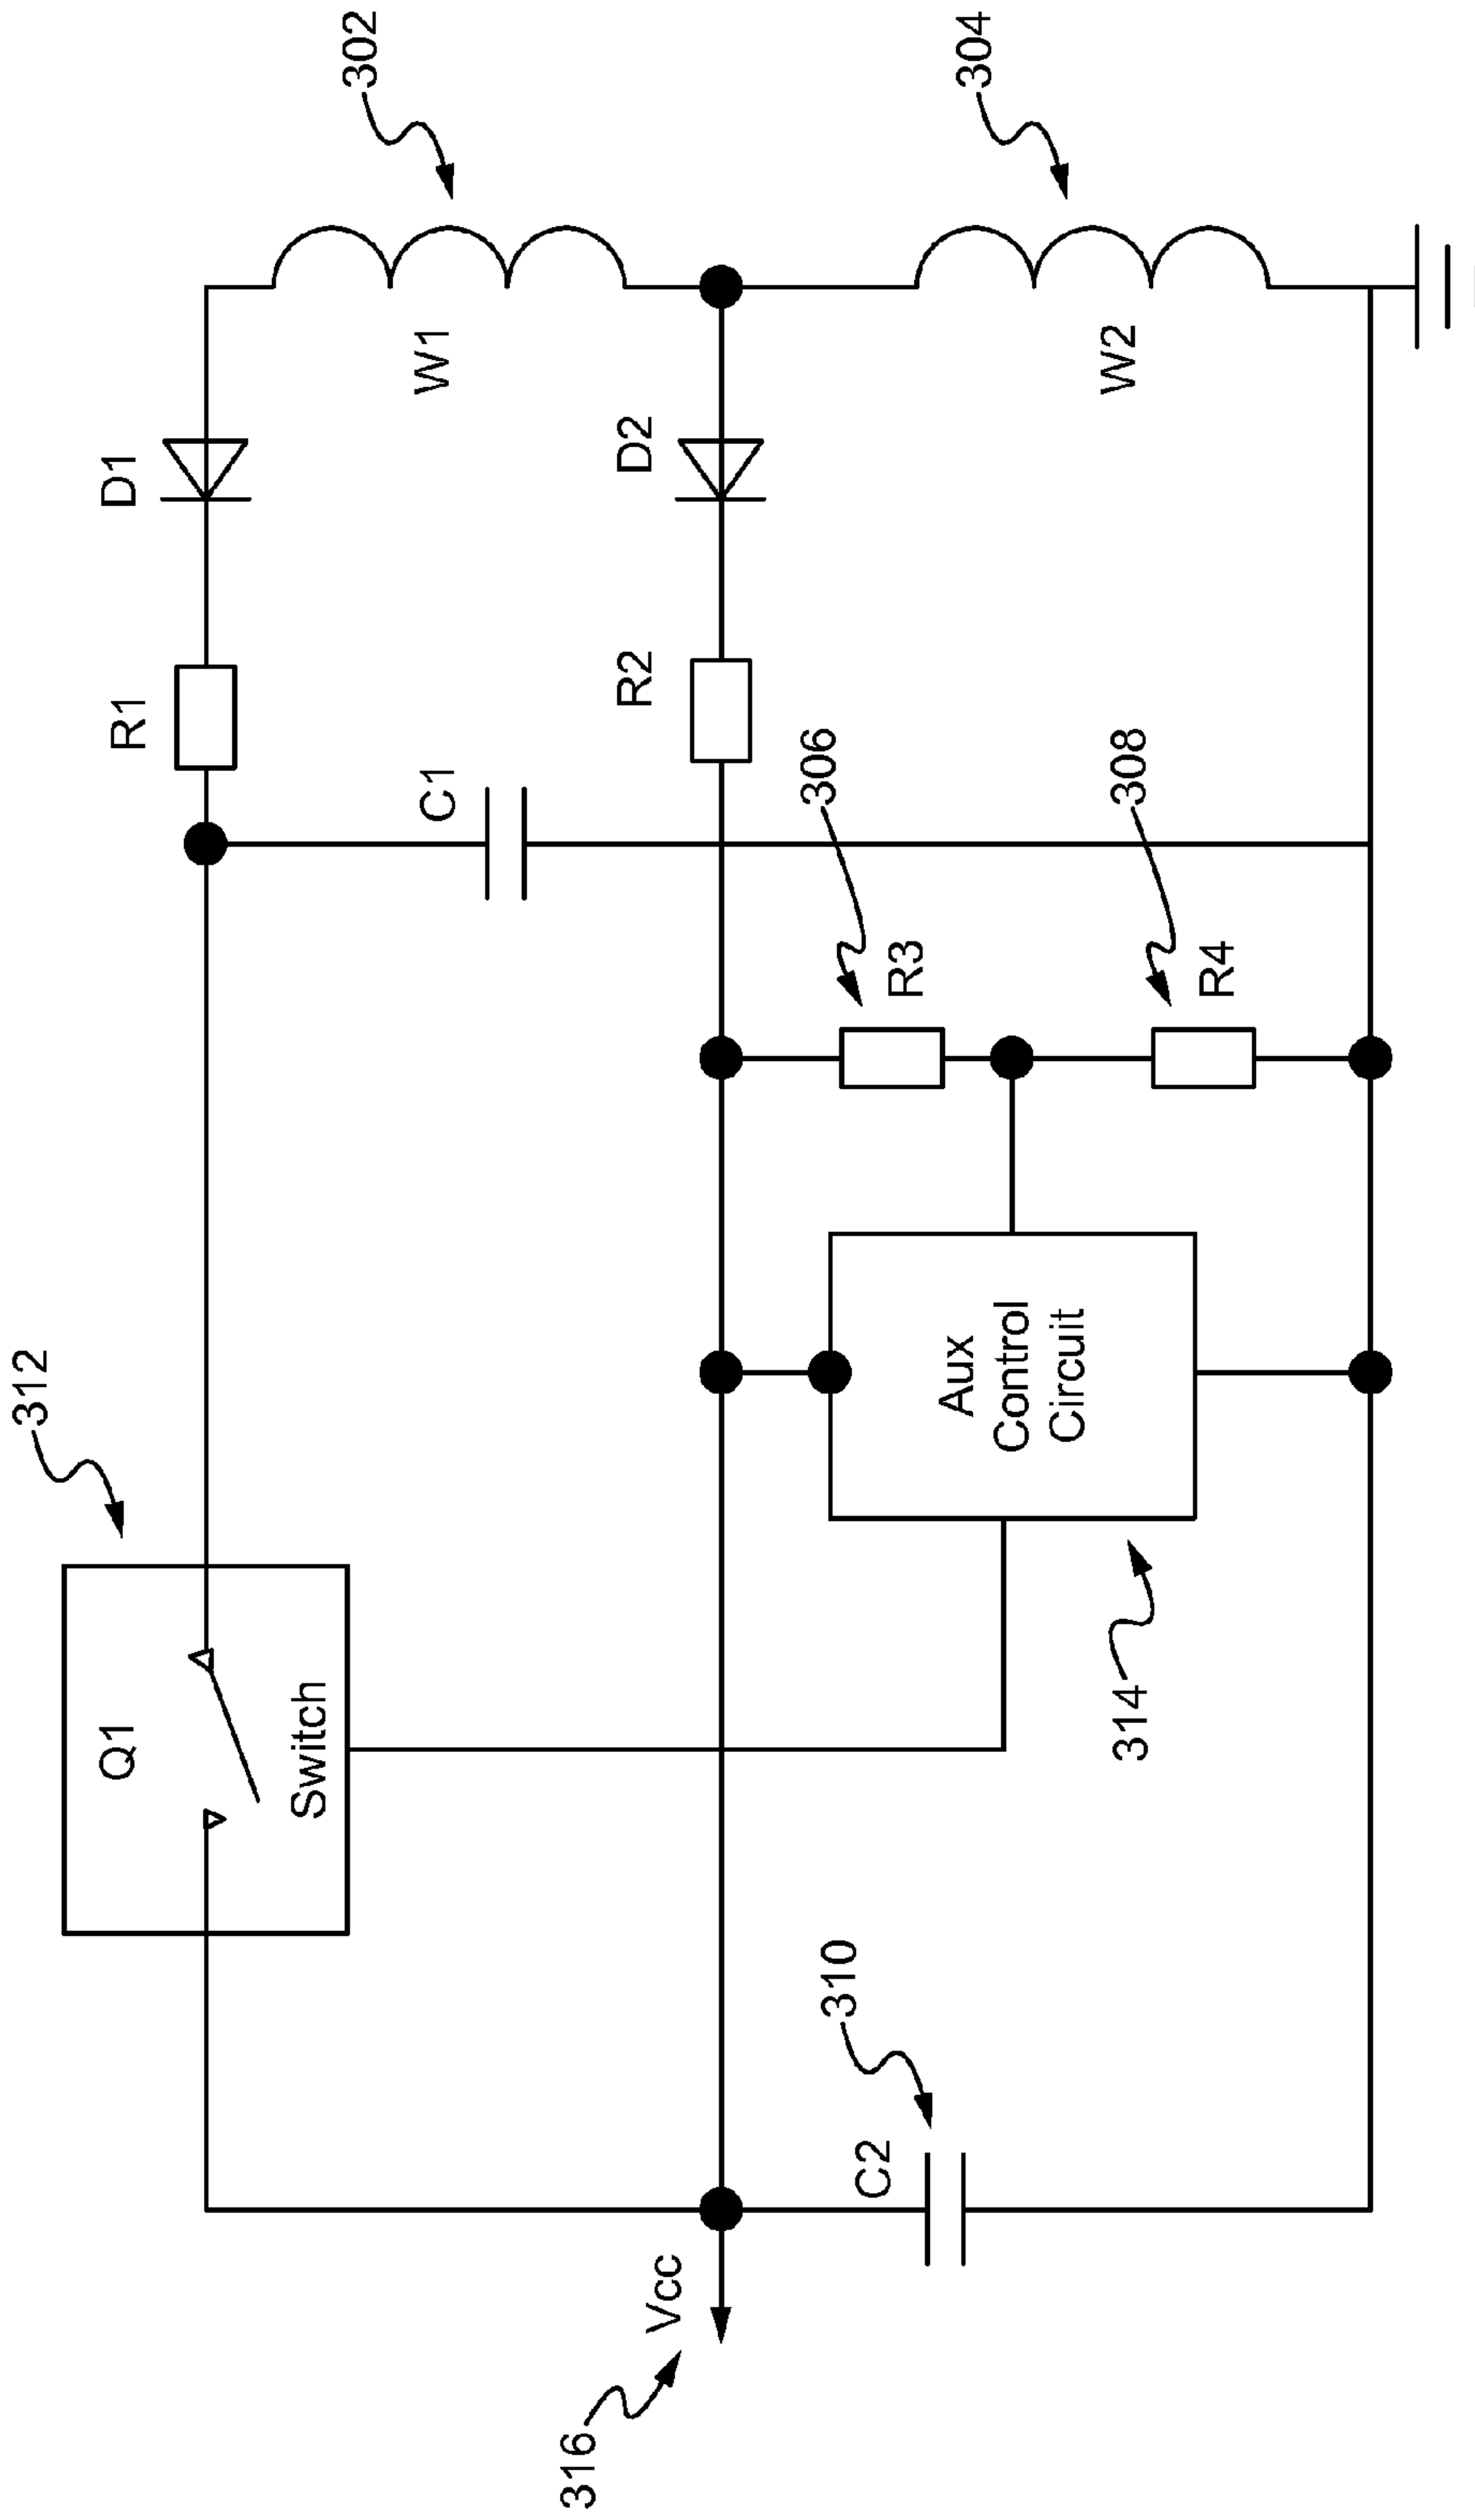 302
304
W1
W2
D1
D2
R1
R2
C1
306
308
R3
R4
312
Aux
Control
Circuit
Q1
Switch
314
310
C2
Vcc
316